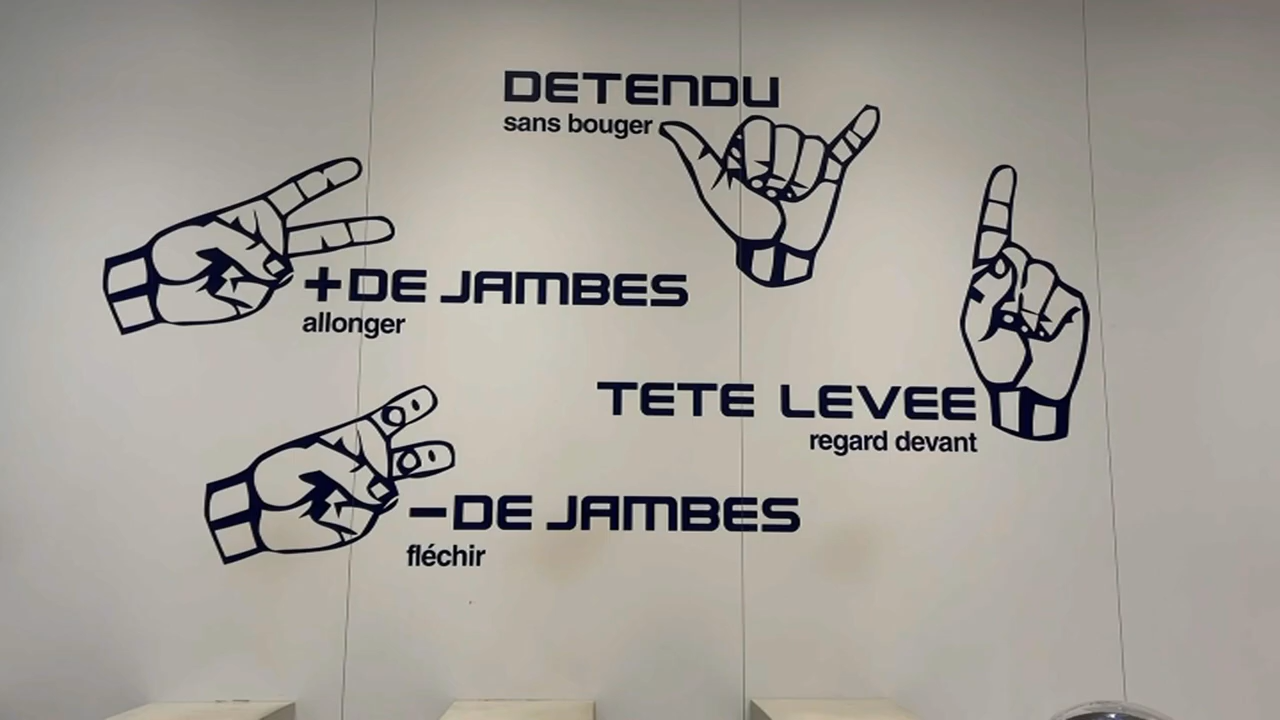 DETENDU
sans bouger
+DE JAMBES
allonger
TETE LEVEE
regard devant
–DE JAMBES
fléchir